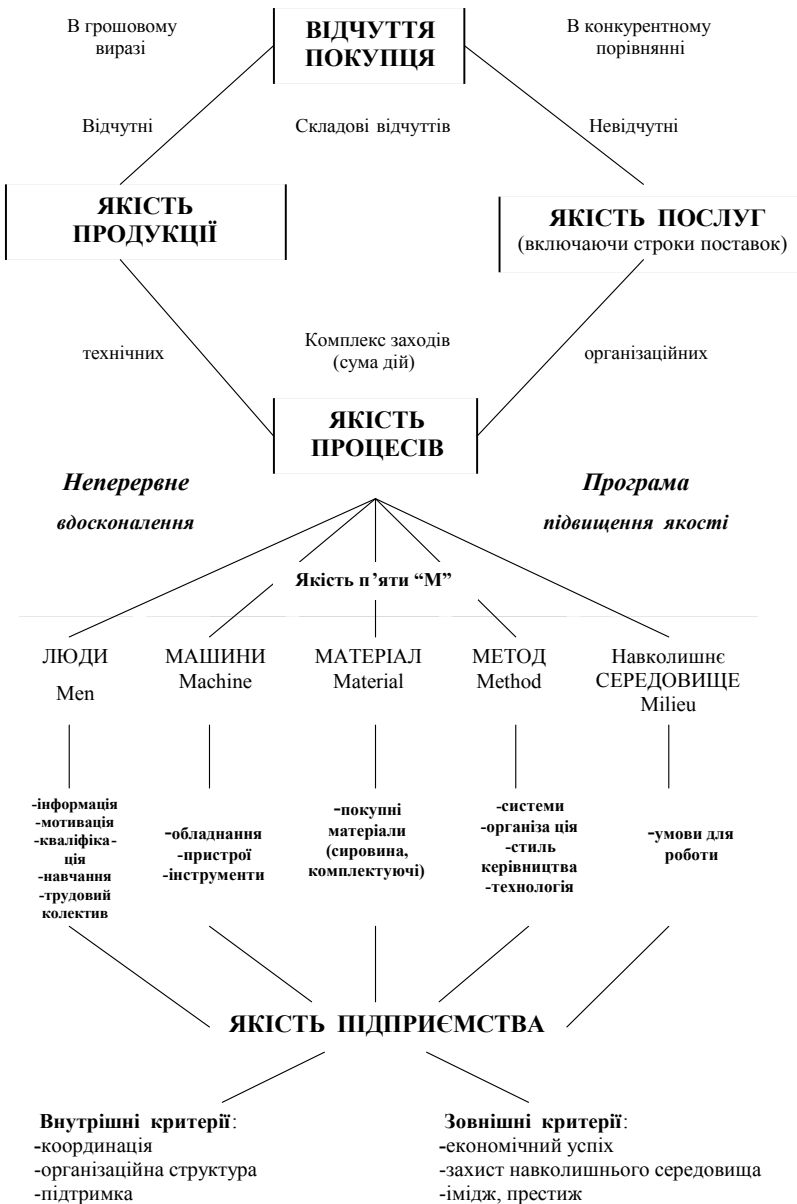 В грошовому
виразі
ВІДЧУТТЯ
ПОКУПЦЯ
В конкурентному
порівнянні
Відчутні
Складові відчуттів
Невідчутні
ЯКІСТЬ
ПРОДУКЦІЇ
ЯКІСТЬ ПОСЛУГ
(включаючи строки поставок)
технічних
Комплекс заходів
(сума дій)
організаційних
ЯКІСТЬ
ПРОЦЕСІВ
Неперервне
вдосконалення
Програма
підвищення якості
Якість п’яти “М”
ЛЮДИ
Men
МАШИНИ
Machine
МАТЕРІАЛ
Material
МЕТОД
Method
Навколишнє
СЕРЕДОВИЩЕ
Milieu
-інформація
-мотивація
-кваліфіка-
ція
-навчання
-трудовий
колектив
-обладнання
-пристрої
-інструменти
-покупні
матеріали
(сировина,
комплектуючі)
-системи
-організа ція
-стиль
керівництва
-технологія
-умови для
роботи
ЯКІСТЬ ПІДПРИЄМСТВА
Внутрішні критерії:
-координація
-організаційна структура
-підтримка
Зовнішні критерії:
-економічний успіх
-захист навколишнього середовища
-імідж, престиж